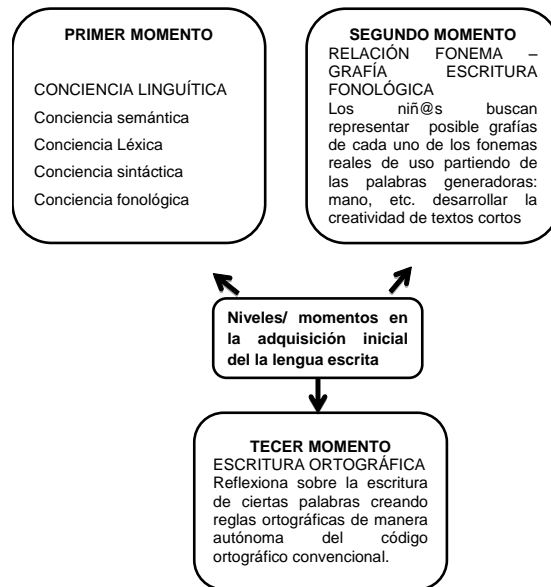 PRIMER MOMENTO
CONCIENCIA LINGUÍTICA
Conciencia semántica
Conciencia Léxica
Conciencia sintáctica
Conciencia fonológica
SEGUNDO MOMENTO
RELACIÓN FONEMA –
GRAFÍA ESCRITURA
FONOLÓGICA
Los niñ@s buscan
representar posible grafías
de cada uno de los fonemas
reales de uso partiendo de
las palabras generadoras:
mano, etc. desarrollar la
creatividad de textos cortos
Niveles/ momentos en
la adquisición inicial
del la lengua escrita
TECER MOMENTO
ESCRITURA ORTOGRÁFICA
Reflexiona sobre la escritura
de ciertas palabras creando
reglas ortográficas de manera
autónoma del código
ortográfico convencional.